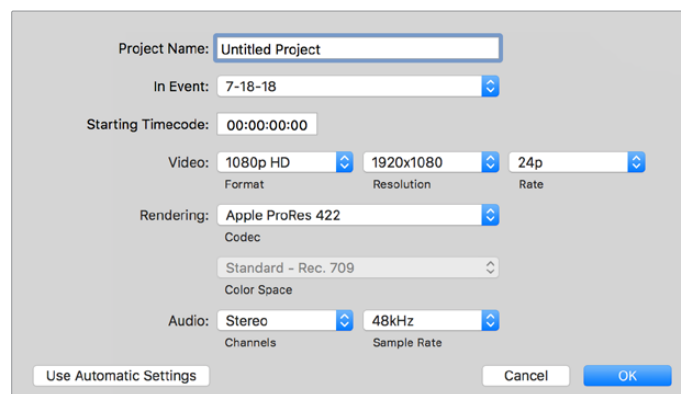 Project Name: Untitled Project
In Event: 7-18-18
Starting Timecode: 00:00:00:00
Video: 1080p HD 1920x1080 24p
Format Resolution Rate
Rendering: Apple ProRes 422
Codec
Standard - Rec. 709
Color Space
Audio: Stereo 48kHz
Channels Sample Rate
Use Automatic Settings Cancel OK